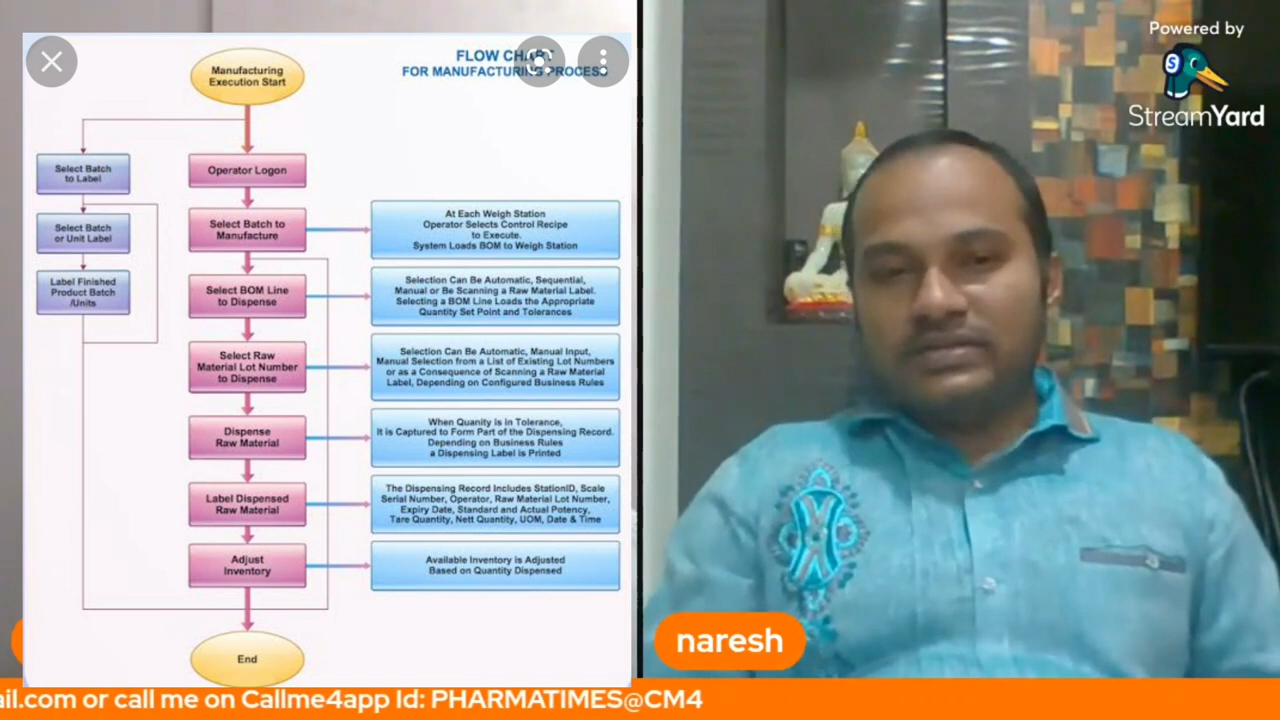 FLOW CHART
FOR MANUFACTURING PROCESS
Manufacturing
Execution Start
Select Batch
to Label
Select Batch
or Unit Label
Label Finished
Product Batch
/Units
Operator Logon
Select Batch to
Manufacture
At Each Weigh Station
Operator Selects Control Recipe
to Execute.
System Loads BOM to Weigh Station
Select BOM Line
to Dispense
Selection Can Be Automatic, Sequential,
Manual or Be Scanning a Raw Material Label.
Selecting a BOM Line Loads the Appropriate
Quantity Set Point and Tolerances
Select Raw
Material Lot Number
to Dispense
Selection Can Be Automatic, Manual Input,
Manual Selection from a List of Existing Lot Numbers
or as a Consequence of Scanning a Raw Material
Label, Depending on Configured Business Rules
Dispense
Raw Material
When Quanity is in Tolerance,
It is Captured to Form Part of the Dispensing Record.
Depending on Business Rules
a Dispensing Label is Printed
Label Dispensed
Raw Material
The Dispensing Record Includes StationID, Scale
Serial Number, Operator, Raw Material Lot Number,
Expiry Date, Standard and Actual Potency,
Tare Quantity, Nett Quantity, UOM, Date & Time
Adjust
Inventory
Available Inventory is Adjusted
Based on Quantity Dispensed
End
Powered by
StreamYard
naresh
ail.com or call me on Callme4app Id: PHARMATIMES@CM4